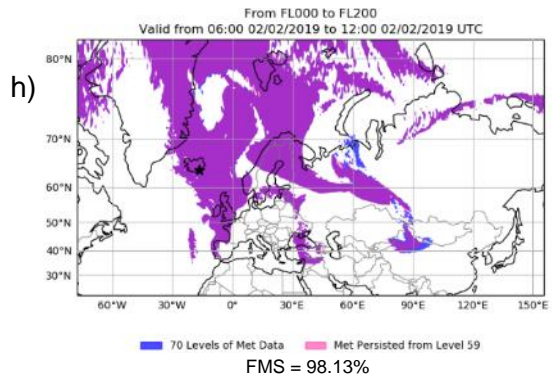 From FL000 to FL200
Valid from 06:00 02/02/2019 to 12:00 02/02/2019 UTC
h)
80°N
70°N
60°N
50°N
40°N
30°N
60°W 30°W 0° 30°E 60°E 90°E 120°E 150°E
70 Levels of Met Data Met Persisted from Level 59
FMS = 98.13%